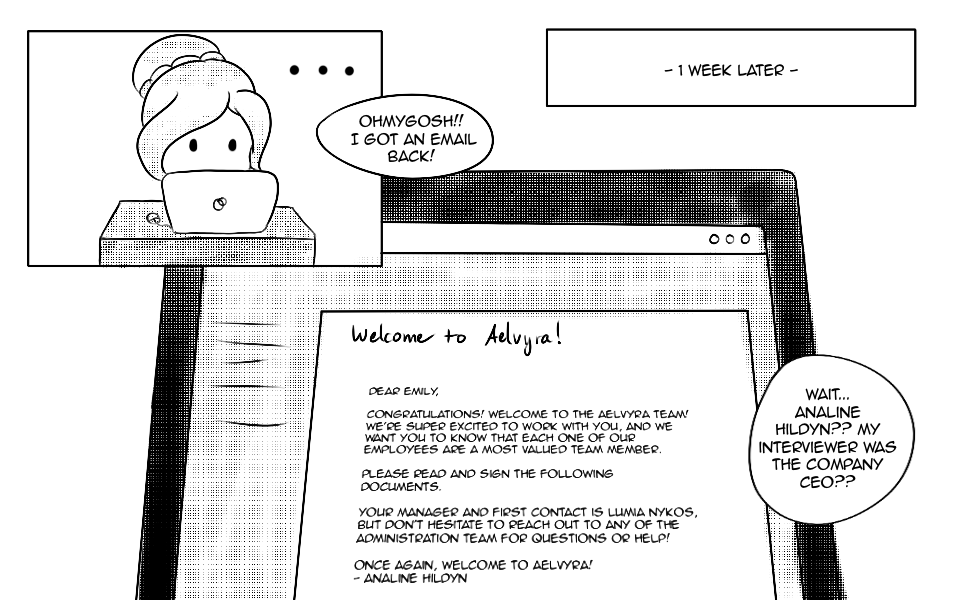 - 1 WEEK LATER -
OHMYGOSH!!
I GOT AN EMAIL
BACK!
Welcome to Aelvyra!
DEAR EMILY,
CONGRATULATIONS! WELCOME TO THE AELVYRA TEAM!
WE'RE SUPER EXCITED TO WORK WITH YOU, AND WE
WANT YOU TO KNOW THAT EACH ONE OF OUR
EMPLOYEES ARE A MOST VALUED TEAM MEMBER.
PLEASE READ AND SIGN THE FOLLOWING
DOCUMENTS.
YOUR MANAGER AND FIRST CONTACT IS LUMIA NYKOS,
BUT DON'T HESITATE TO REACH OUT TO ANY OF THE
ADMINISTRATION TEAM FOR QUESTIONS OR HELP!
ONCE AGAIN, WELCOME TO AELVYRA!
- ANALINE HILDYN
WAIT...
ANALINE
HILDYN?? MY
INTERVIEWER WAS
THE COMPANY
CEO??